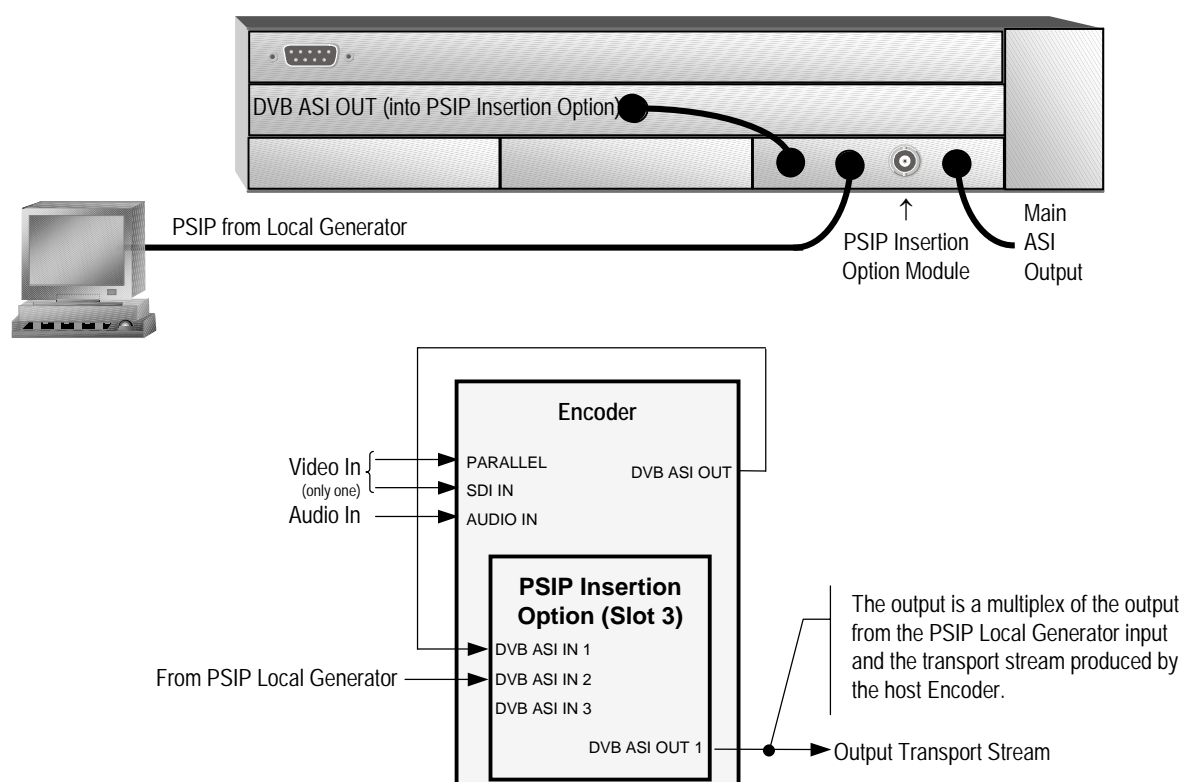 DVB ASI OUT (into PSIP Insertion Option)
PSIP from Local Generator
↑
PSIP Insertion
Option Module
Main
ASI
Output
Encoder
Video In
(only one)
Audio In
PARALLEL
SDI IN
AUDIO IN
DVB ASI OUT
PSIP Insertion
Option (Slot 3)
DVB ASI IN 1
From PSIP Local Generator
DVB ASI IN 2
DVB ASI IN 3
DVB ASI OUT 1
The output is a multiplex of the output
from the PSIP Local Generator input
and the transport stream produced by
the host Encoder.
Output Transport Stream